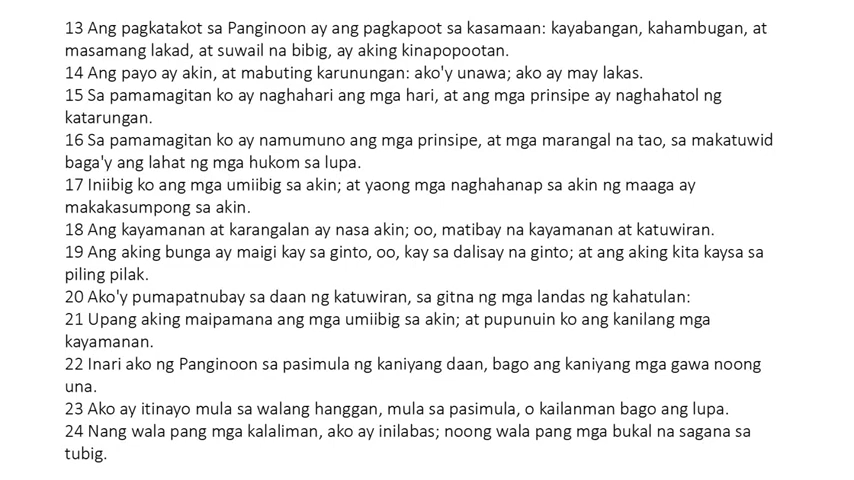 13 Ang pagkatakot sa Panginoon ay ang pagkapoot sa kasamaan: kayabangan, kahambugan, at
masamang lakad, at suwail na bibig, ay aking kinapopootan.
14 Ang payo ay akin, at mabuting karunungan: ako'y unawa; ako ay may lakas.
15 Sa pamamagitan ko ay naghahari ang mga hari, at ang mga prinsipe ay naghahatol ng
katarungan.
16 Sa pamamagitan ko ay namumuno ang mga prinsipe, at mga marangal na tao, sa makatuwid
baga'y ang lahat ng mga hukom sa lupa.
17 Iniibig ko ang mga umiibig sa akin; at yaong mga naghahanap sa akin ng maaga ay
makakasumpong sa akin.
18 Ang kayamanan at karangalan ay nasa akin; oo, matibay na kayamanan at katuwiran.
19 Ang aking bunga ay maigi kay sa ginto, oo, kay sa dalisay na ginto; at ang aking kita kaysa sa
piling pilak.
20 Ako'y pumapatnubay sa daan ng katuwiran, sa gitna ng mga landas ng kahatulan:
21 Upang aking maipamana ang mga umiibig sa akin; at pupunuin ko ang kanilang mga
kayamanan.
22 Inari ako ng Panginoon sa pasimula ng kaniyang daan, bago ang kaniyang mga gawa noong
una.
23 Ako ay itinayo mula sa walang hanggan, mula sa pasimula, o kailanman bago ang lupa.
24 Nang wala pang mga kalaliman, ako ay inilabas; noong wala pang mga bukal na sagana sa
tubig.